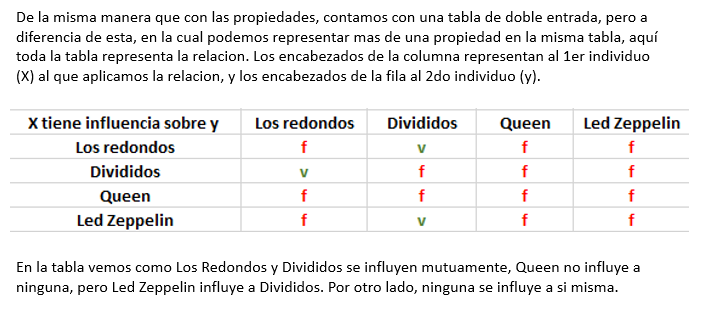 De la misma manera que con las propiedades, contamos con una tabla de doble entrada, pero a
diferencia de esta, en la cual podemos representar mas de una propiedad en la misma tabla, aquí
toda la tabla representa la relacion. Los encabezados de la columna representan al 1er individuo
(X) al que aplicamos la relacion, y los encabezados de la fila al 2do individuo (y).
X tiene influencia sobre y Los redondos Divididos Queen Led Zeppelin
Los redondos f v f f
Divididos v f f f
Queen f f f f
Led Zeppelin f v f f
En la tabla vemos como Los Redondos y Divididos se influyen mutuamente, Queen no influye a
ninguna, pero Led Zeppelin influye a Divididos. Por otro lado, ninguna se influye a si misma.